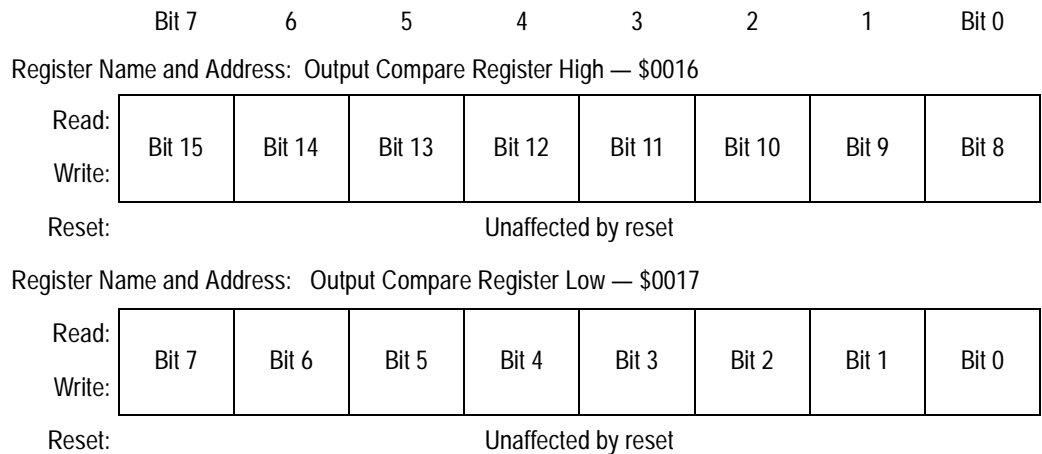 Bit 7 6 5 4 3 2 1 Bit 0
Register Name and Address: Output Compare Register High — $0016
Read:
Bit 15 Bit 14 Bit 13 Bit 12 Bit 11 Bit 10 Bit 9 Bit 8
Write:
Reset: Unaffected by reset
Register Name and Address: Output Compare Register Low — $0017
Read:
Bit 7 Bit 6 Bit 5 Bit 4 Bit 3 Bit 2 Bit 1 Bit 0
Write:
Reset: Unaffected by reset